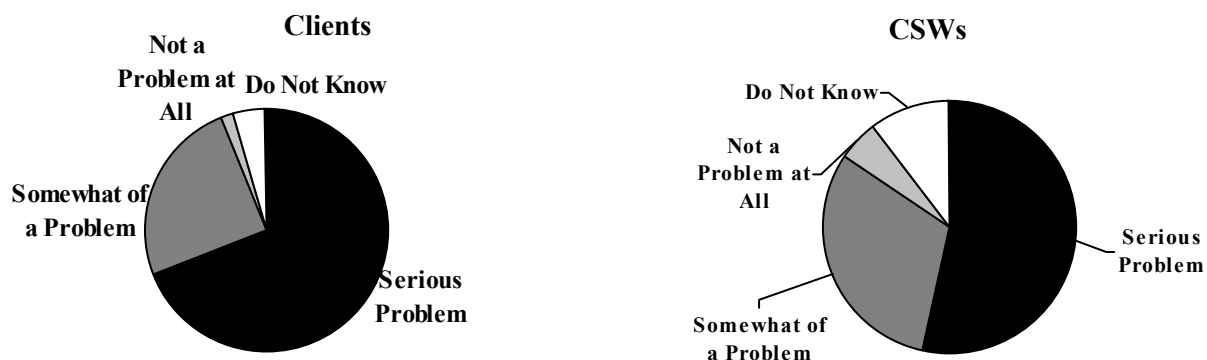 Clients
Not a
Problem at
All
Do Not Know
Somewhat of
a Problem
Serious
Problem
CSWs
Do Not Know
Not a
Problem at
All
Serious
Problem
Somewhat of
a Problem